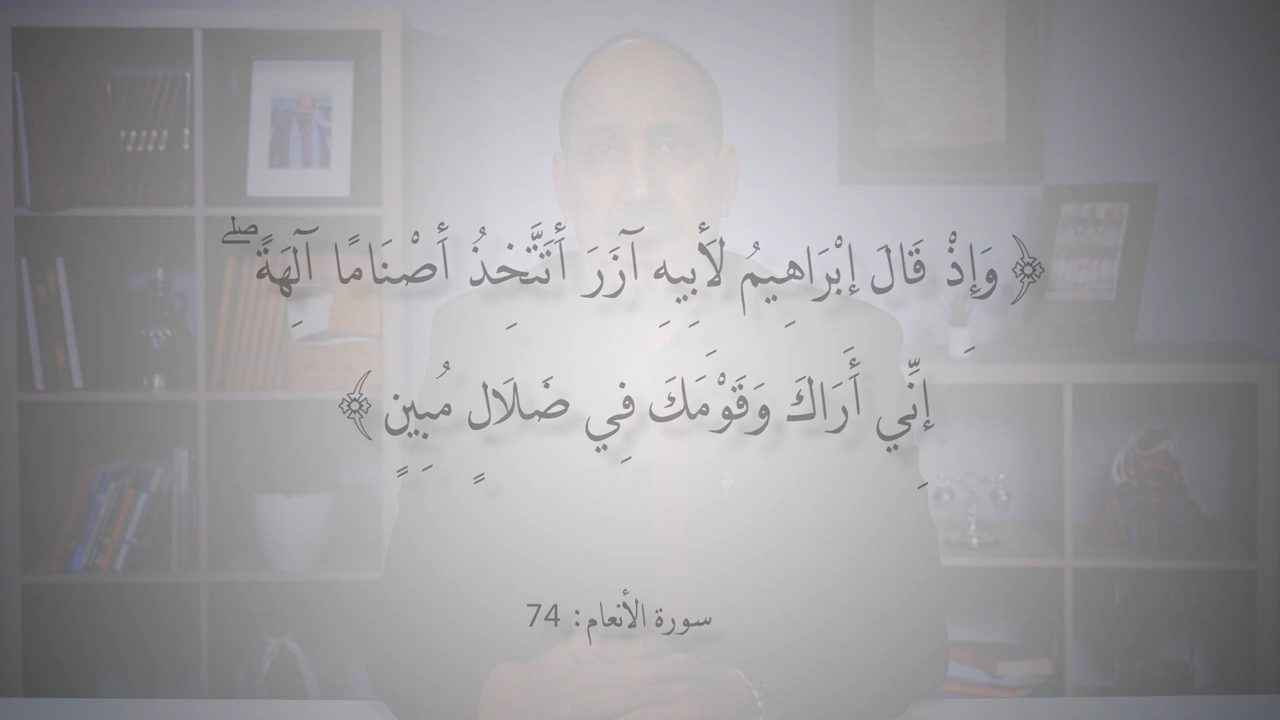 ﴿ وَإِذْ قَالَ إِبْرَاهِيمُ لِأَبِيهِ آزَرَ أَتَتَّخِذُ أَصْنَامًا آلِهَةً ۖ
إِنِّي أَرَاكَ وَقَوْمَكَ فِي ضَلَالٍ مُبِينٍ ﴾
سورة الأنعام: 74